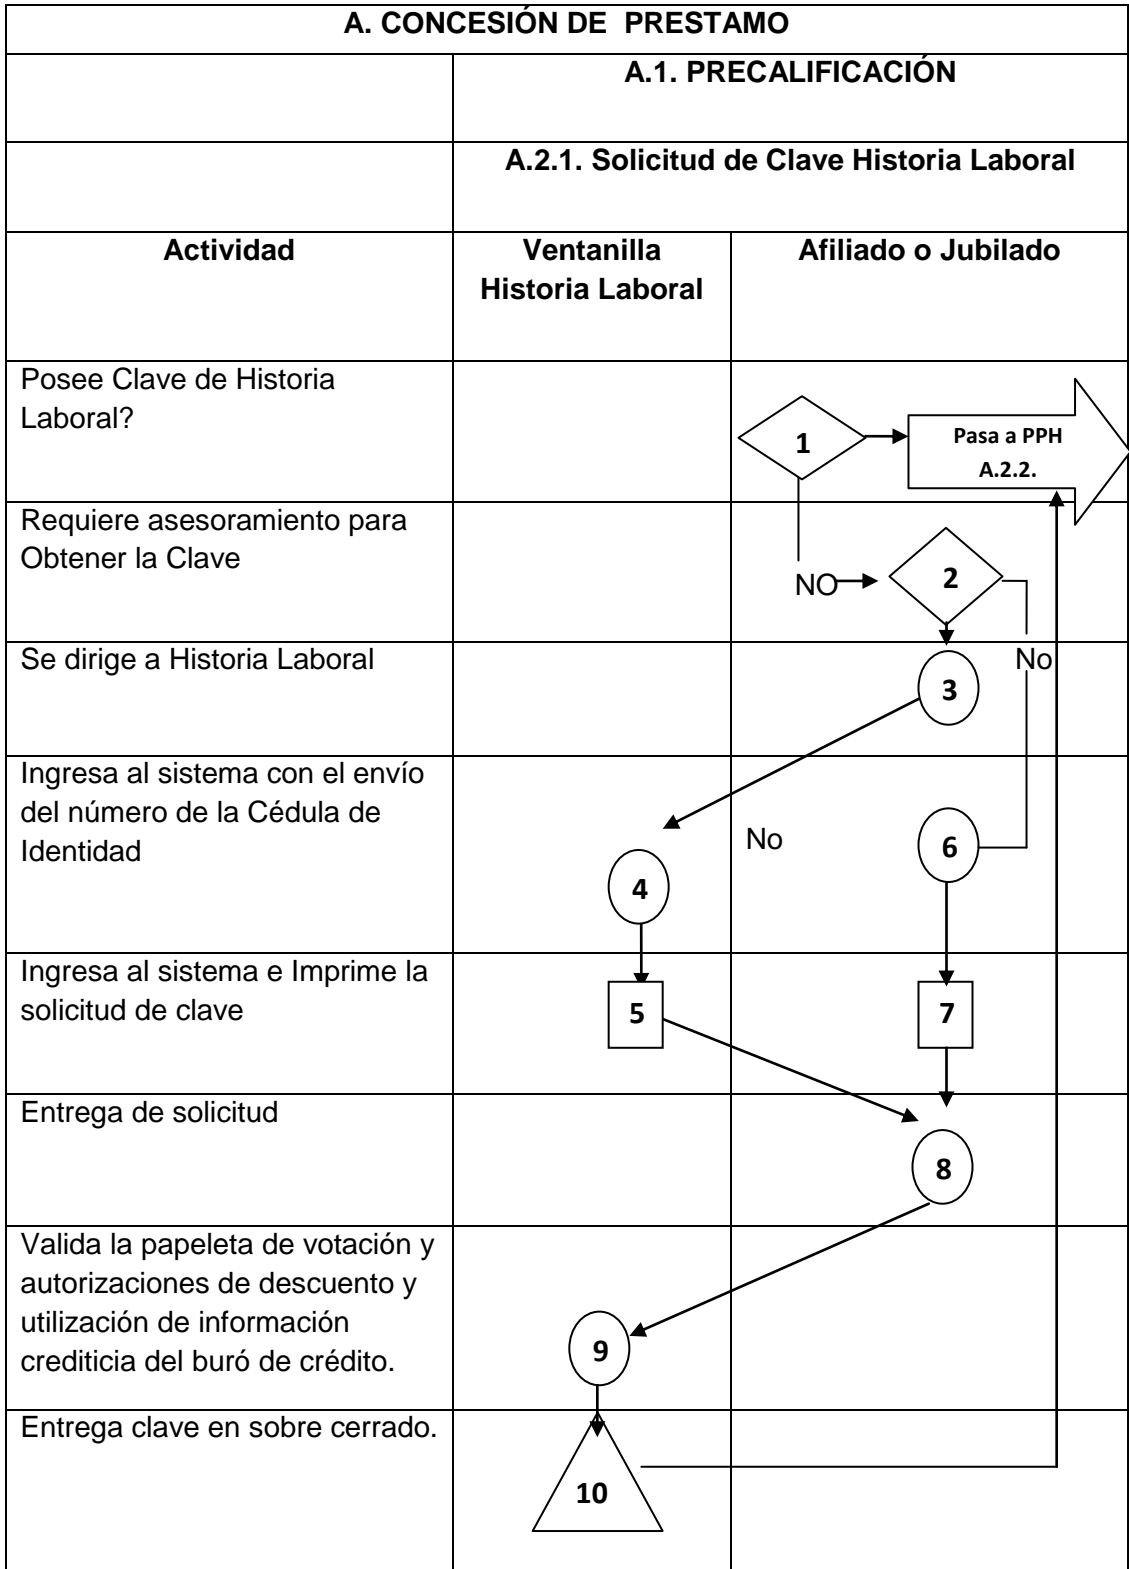 A. CONCESIÓN DE PRESTAMO
A.1. PRECALIFICACIÓN
A.2.1. Solicitud de Clave Historia Laboral
Actividad
Ventanilla
Historia Laboral
Afiliado o Jubilado
Posee Clave de Historia
Laboral?
1
Pasa a PPH
A.2.2.
Requiere asesoramiento para
Obtener la Clave
NO
2
Se dirige a Historia Laboral
3
No
Ingresa al sistema con el envío
del número de la Cédula de
Identidad
4
No
6
Ingresa al sistema e Imprime la
solicitud de clave
5
7
Entrega de solicitud
8
Valida la papeleta de votación y
autorizaciones de descuento y
utilización de información
crediticia del buró de crédito.
9
Entrega clave en sobre cerrado.
10